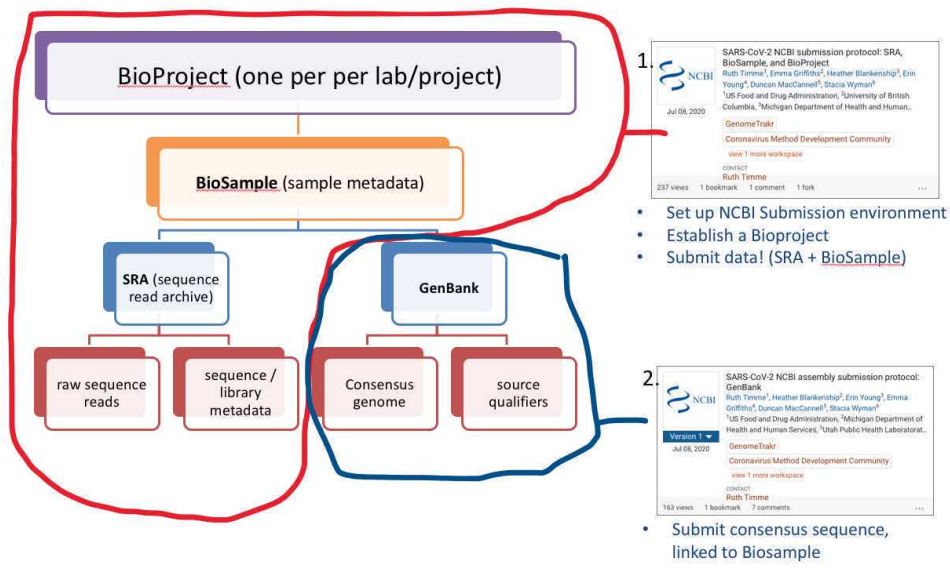 BioProject (one per per lab/project)
BioSample (sample metadata)
SRA (sequence
read archive)
GenBank
raw sequence
reads
sequence /
library
metadata
Consensus
genome
source
qualifiers
1.
NCBI
Jul 08, 2020
SARS-CoV-2 NCBI submission protocol: SRA,
BioSample, and BioProject
Ruth Timme1, Emma Griffiths2, Heather Blankenship3, Erin
Young4, Duncan MacCannell5, Stacia Wyman6
1US Food and Drug Administration, 2University of British
Columbia, 3Michigan Department of Health and Human...
GenomeTrakr
Coronavirus Method Development Community
view 1 more workspace
CONTACT
Ruth Timme
237 views 1 bookmark 1 comment 1 fork ...
• Set up NCBI Submission environment
• Establish a Bioproject
• Submit data! (SRA + BioSample)
2.
NCBI
Version 1
Jul 08, 2020
SARS-CoV-2 NCBI assembly submission protocol:
GenBank
Ruth Timme1, Heather Blankenship2, Erin Young3, Emma
Griffiths4, Duncan MacCannell5, Stacia Wyman6
1US Food and Drug Administration, 2Michigan Department of
Health and Human Services, 3Utah Public Health Laboratorat...
GenomeTrakr
Coronavirus Method Development Community
view 1 more workspace
CONTACT
Ruth Timme
163 views 1 bookmark 7 comments ...
• Submit consensus sequence,
linked to Biosample